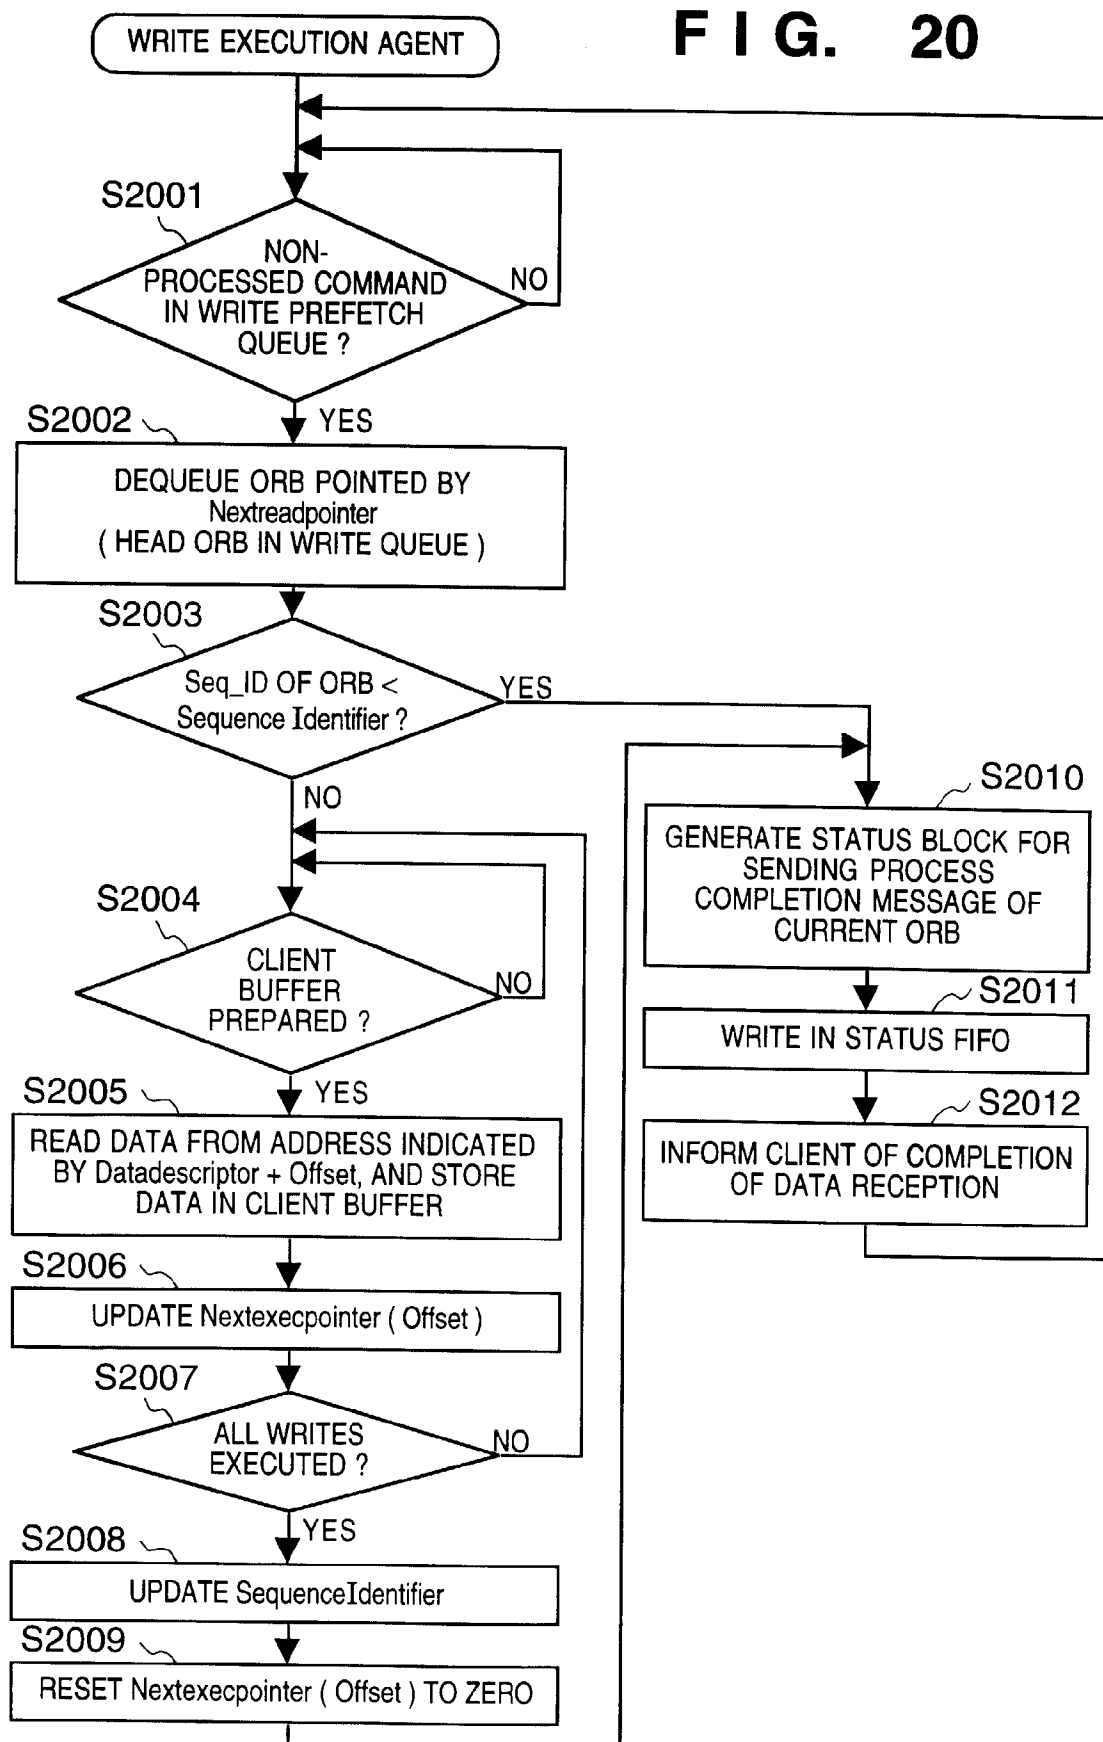 WRITE EXECUTION AGENT
FIG. 20
S2001
NON-
PROCESSED COMMAND
IN WRITE PREFETCH
QUEUE ?
NO
YES
S2002
DEQUEUE ORB POINTED BY
Nextreadpointer
( HEAD ORB IN WRITE QUEUE )
S2003
Seq_ID OF ORB <
Sequence Identifier ?
YES
NO
S2004
CLIENT
BUFFER
PREPARED ?
NO
YES
S2005
READ DATA FROM ADDRESS INDICATED
BY Datadescriptor + Offset, AND STORE
DATA IN CLIENT BUFFER
S2006
UPDATE Nextexecpointer ( Offset )
S2007
ALL WRITES
EXECUTED ?
NO
YES
S2008
UPDATE SequenceIdentifier
S2009
RESET Nextexecpointer ( Offset ) TO ZERO
S2010
GENERATE STATUS BLOCK FOR
SENDING PROCESS
COMPLETION MESSAGE OF
CURRENT ORB
S2011
WRITE IN STATUS FIFO
S2012
INFORM CLIENT OF COMPLETION
OF DATA RECEPTION